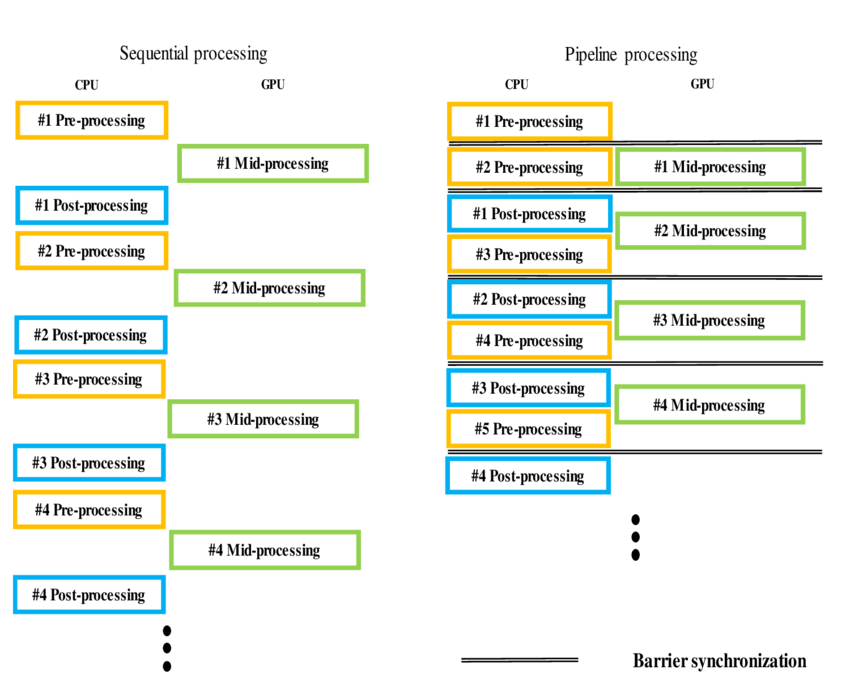 Sequential processing
CPU
GPU
#1 Pre-processing
#1 Mid-processing
#1 Post-processing
#2 Pre-processing
#2 Mid-processing
#2 Post-processing
#3 Pre-processing
#3 Mid-processing
#3 Post-processing
#4 Pre-processing
#4 Mid-processing
#4 Post-processing
Pipeline processing
CPU
GPU
#1 Pre-processing
#2 Pre-processing
#1 Mid-processing
#1 Post-processing
#2 Mid-processing
#3 Pre-processing
#2 Post-processing
#3 Mid-processing
#4 Pre-processing
#3 Post-processing
#4 Mid-processing
#5 Pre-processing
#4 Post-processing
Barrier synchronization